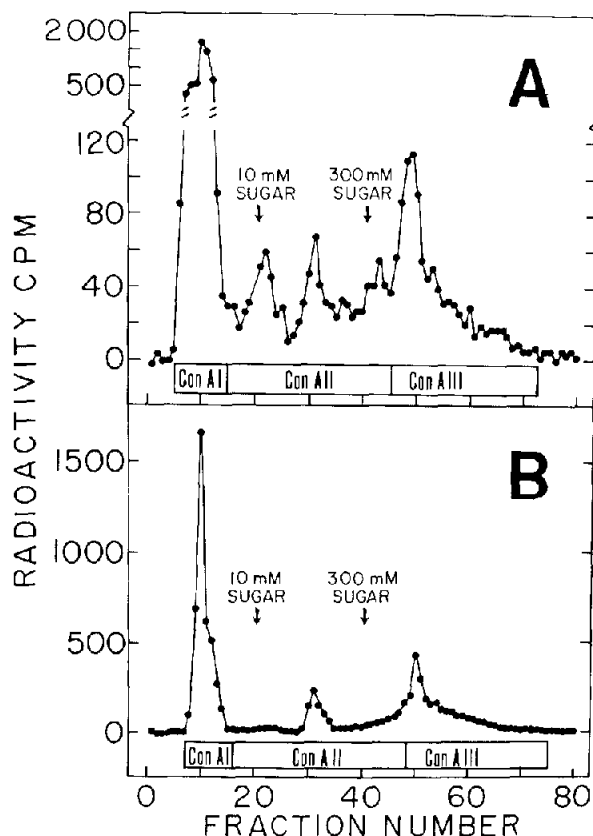 2000
500
A
120
80
40
0
10 mM
SUGAR
300 mM
SUGAR
Con A I
Con A II
Con A III
RADIOACTIVITY CPM
B
1500
1000
500
0
10 mM
SUGAR
300 mM
SUGAR
Con A I
Con A II
Con A III
0 20 40 60 80
FRACTION NUMBER